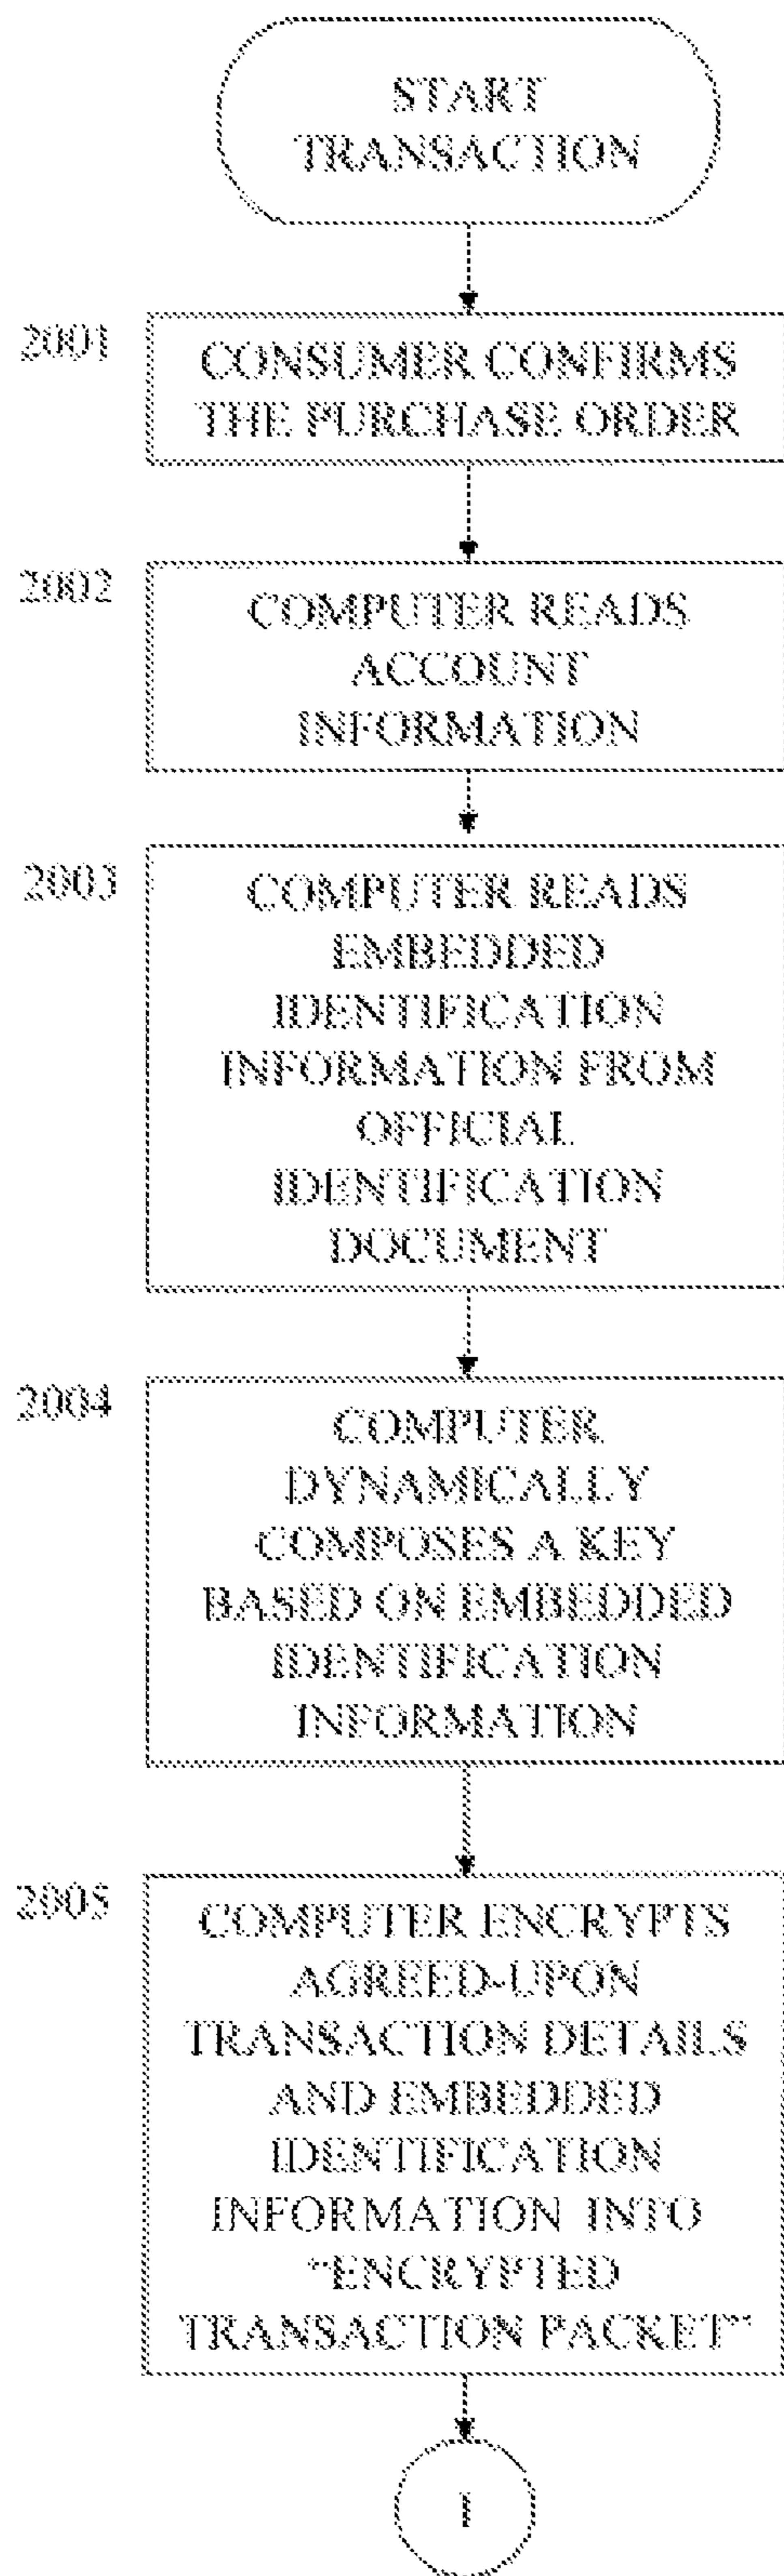 START
TRANSACTION
2001
CONSUMER CONFIRMS
THE PURCHASE ORDER
2002
COMPUTER READS
ACCOUNT
INFORMATION
2003
COMPUTER READS
EMBEDDED
IDENTIFICATION
INFORMATION FROM
OFFICIAL
IDENTIFICATION
DOCUMENT
2004
COMPUTER
DYNAMICALLY
COMPOSES A KEY
BASED ON EMBEDDED
IDENTIFICATION
INFORMATION
2005
COMPUTER ENCRYPTS
AGREED-UPON
TRANSACTION DETAILS
AND EMBEDDED
IDENTIFICATION
INFORMATION INTO
“ENCRYPTED
TRANSACTION PACKET”
I